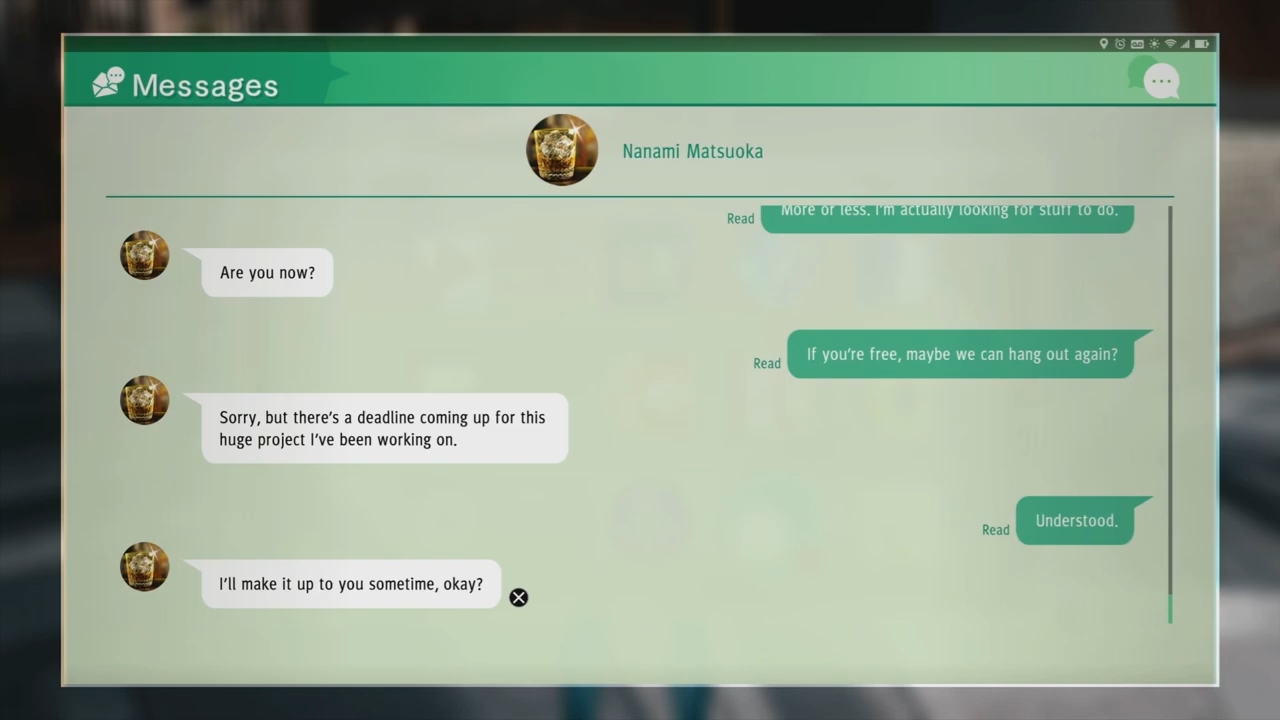 Messages
Nanami Matsuoka
More or less. I'm actually looking for stuff to do.
Read
Are you now?
If you're free, maybe we can hang out again?
Read
Sorry, but there's a deadline coming up for this
huge project I've been working on.
Understood.
Read
I'll make it up to you sometime, okay?